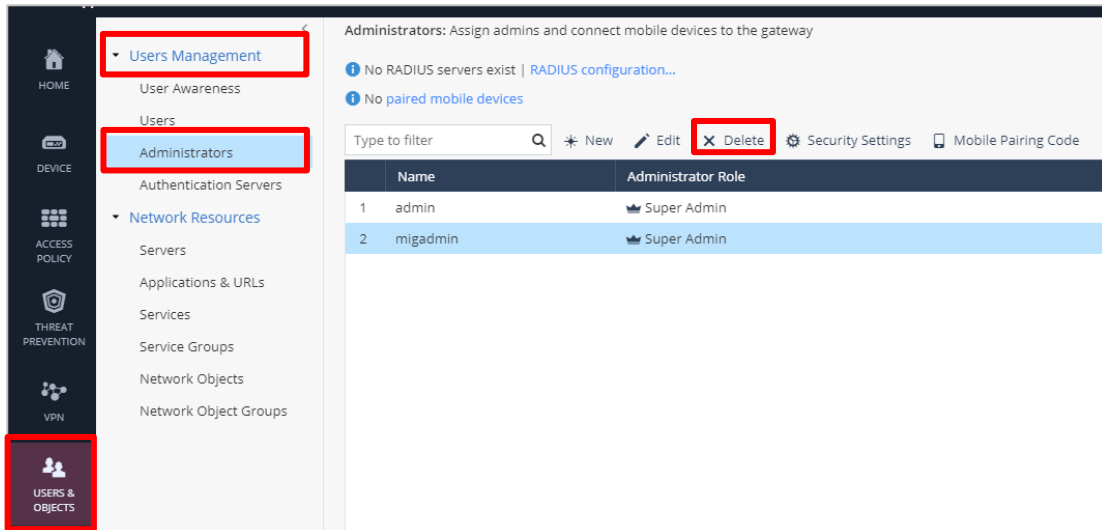 HOME
DEVICE
ACCESS
POLICY
THREAT
PREVENTION
VPN
USERS &
OBJECTS
Users Management
User Awareness
Users
Administrators
Authentication Servers
Network Resources
Servers
Applications & URLs
Services
Service Groups
Network Objects
Network Object Groups
Administrators: Assign admins and connect mobile devices to the gateway
No RADIUS servers exist | RADIUS configuration...
No paired mobile devices
Type to filter New Edit Delete Security Settings Mobile Pairing Code
Name Administrator Role
1 admin Super Admin
2 migadmin Super Admin